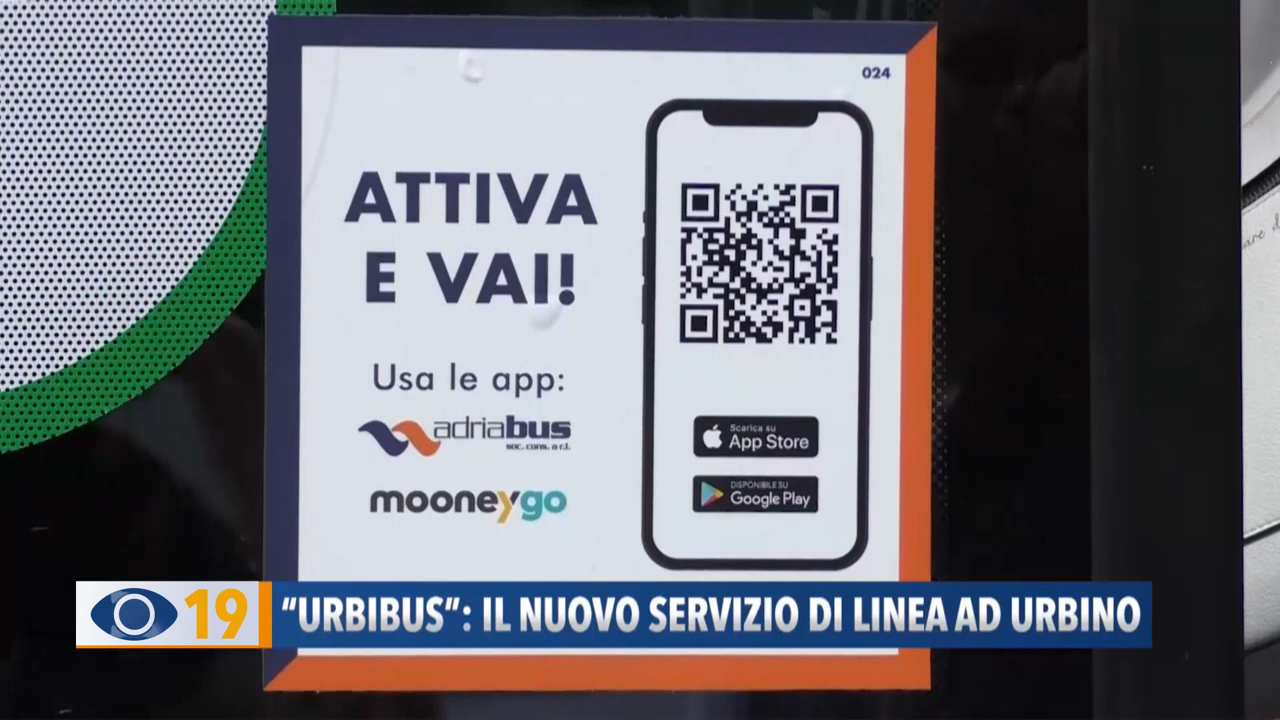 024
ATTIVA
E VAI!
Usa le app:
adriabus
soc. cons. a r.l.
mooneygo
Scarica su
App Store
DISPONIBILE SU
Google Play
19
“URBIBUS”: IL NUOVO SERVIZIO DI LINEA AD URBINO